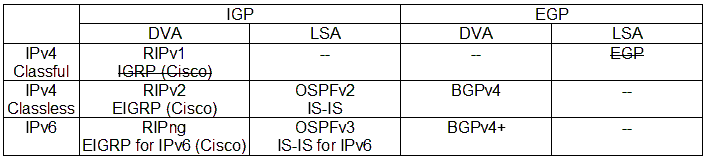 IGP EGP
DVA LSA DVA LSA
IPv4 RIPv1 -- -- EGP
Classful IGRP (Cisco)
IPv4 RIPv2 OSPFv2 BGPv4 --
Classless EIGRP (Cisco) IS-IS
IPv6 RIPng OSPFv3 BGPv4+ --
EIGRP for IPv6 (Cisco) IS-IS for IPv6